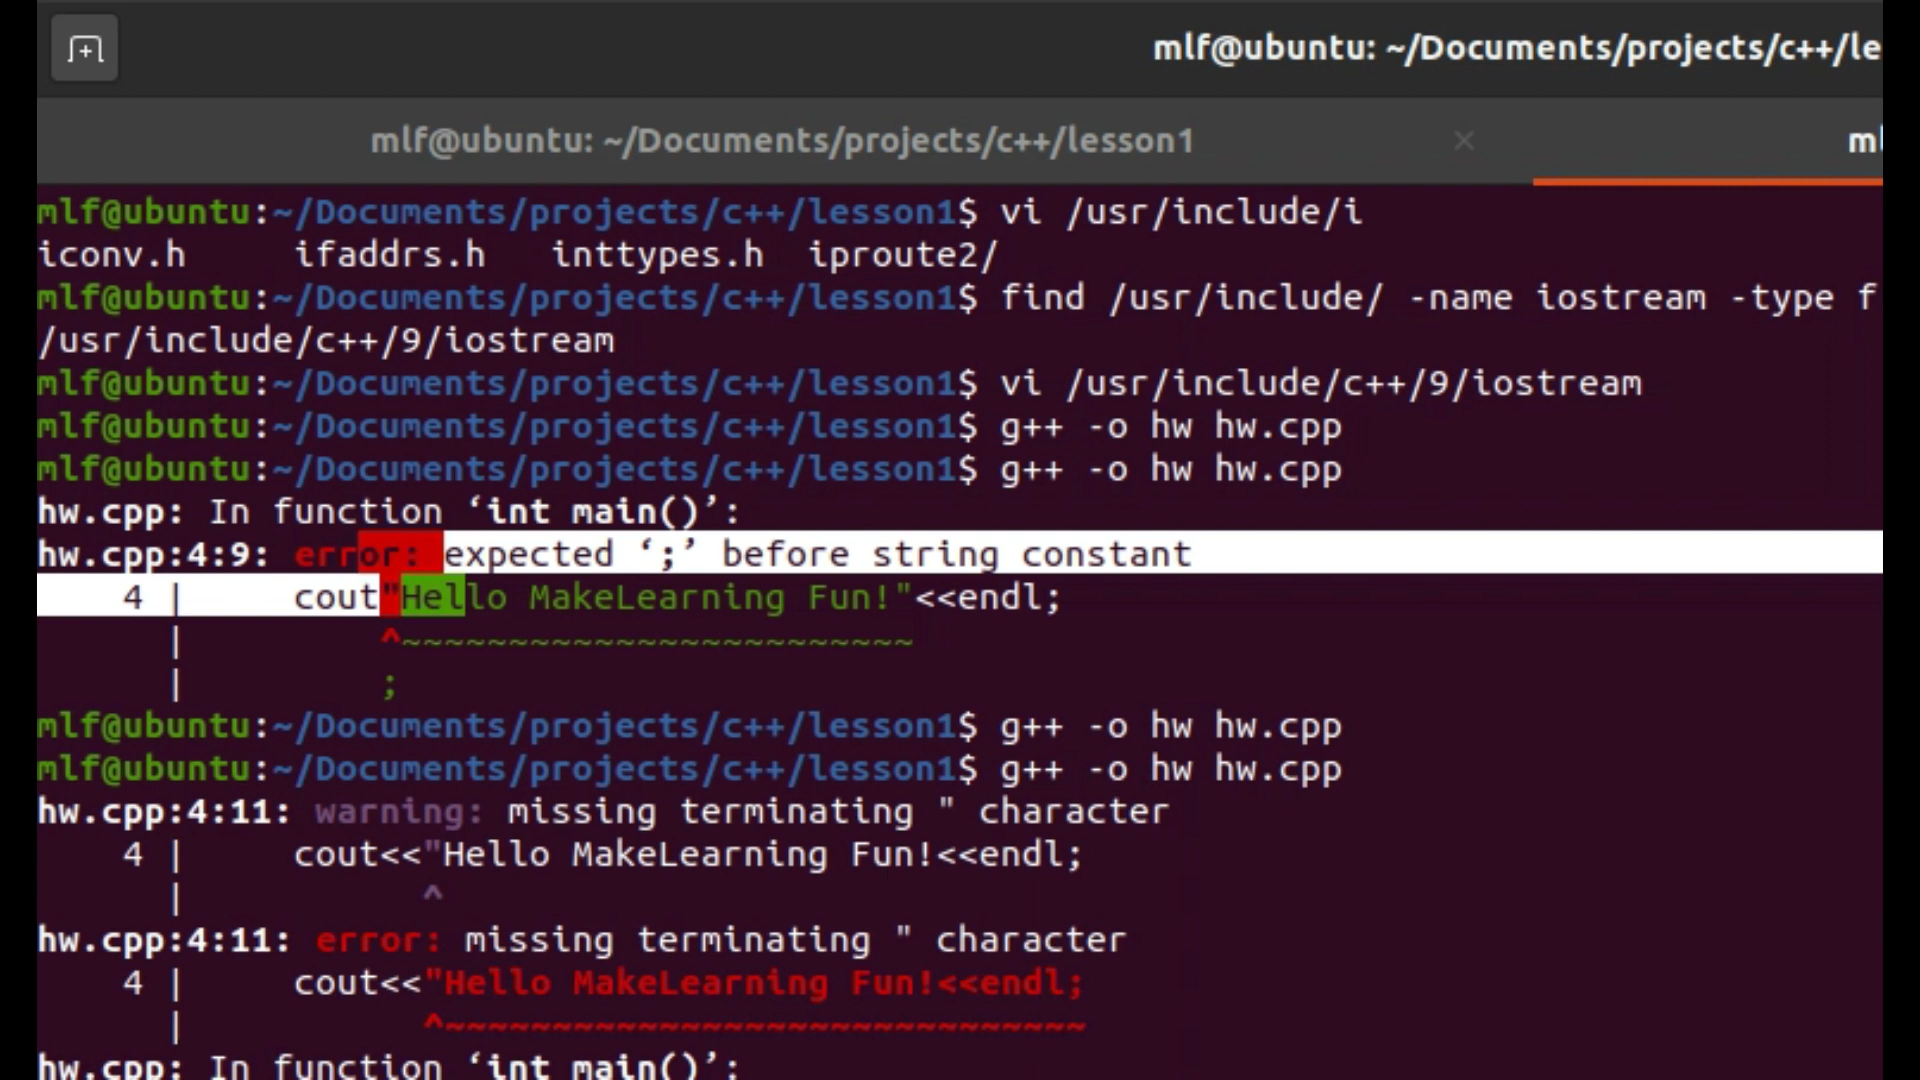 mlf@ubuntu: ~/Documents/projects/c++/le
mlf@ubuntu: ~/Documents/projects/c++/lesson1 × ml
mlf@ubuntu:~/Documents/projects/c++/lesson1$ vi /usr/include/i
iconv.h ifaddrs.h inttypes.h iproute2/
mlf@ubuntu:~/Documents/projects/c++/lesson1$ find /usr/include/ -name iostream -type f
/usr/include/c++/9/iostream
mlf@ubuntu:~/Documents/projects/c++/lesson1$ vi /usr/include/c++/9/iostream
mlf@ubuntu:~/Documents/projects/c++/lesson1$ g++ -o hw hw.cpp
mlf@ubuntu:~/Documents/projects/c++/lesson1$ g++ -o hw hw.cpp
hw.cpp: In function ‘int main()’:
hw.cpp:4:9: error: expected ‘;’ before string constant
4 | cout"Hello MakeLearning Fun!"<<endl;
| ^~~~~~~~~~~~~~~~~~~~~~~~~
| ;
mlf@ubuntu:~/Documents/projects/c++/lesson1$ g++ -o hw hw.cpp
mlf@ubuntu:~/Documents/projects/c++/lesson1$ g++ -o hw hw.cpp
hw.cpp:4:11: warning: missing terminating " character
4 | cout<<"Hello MakeLearning Fun!<<endl;
| ^
hw.cpp:4:11: error: missing terminating " character
4 | cout<<"Hello MakeLearning Fun!<<endl;
| ^~~~~~~~~~~~~~~~~~~~~~~~~~~~~~~
hw.cpp: In function ‘int main()’: